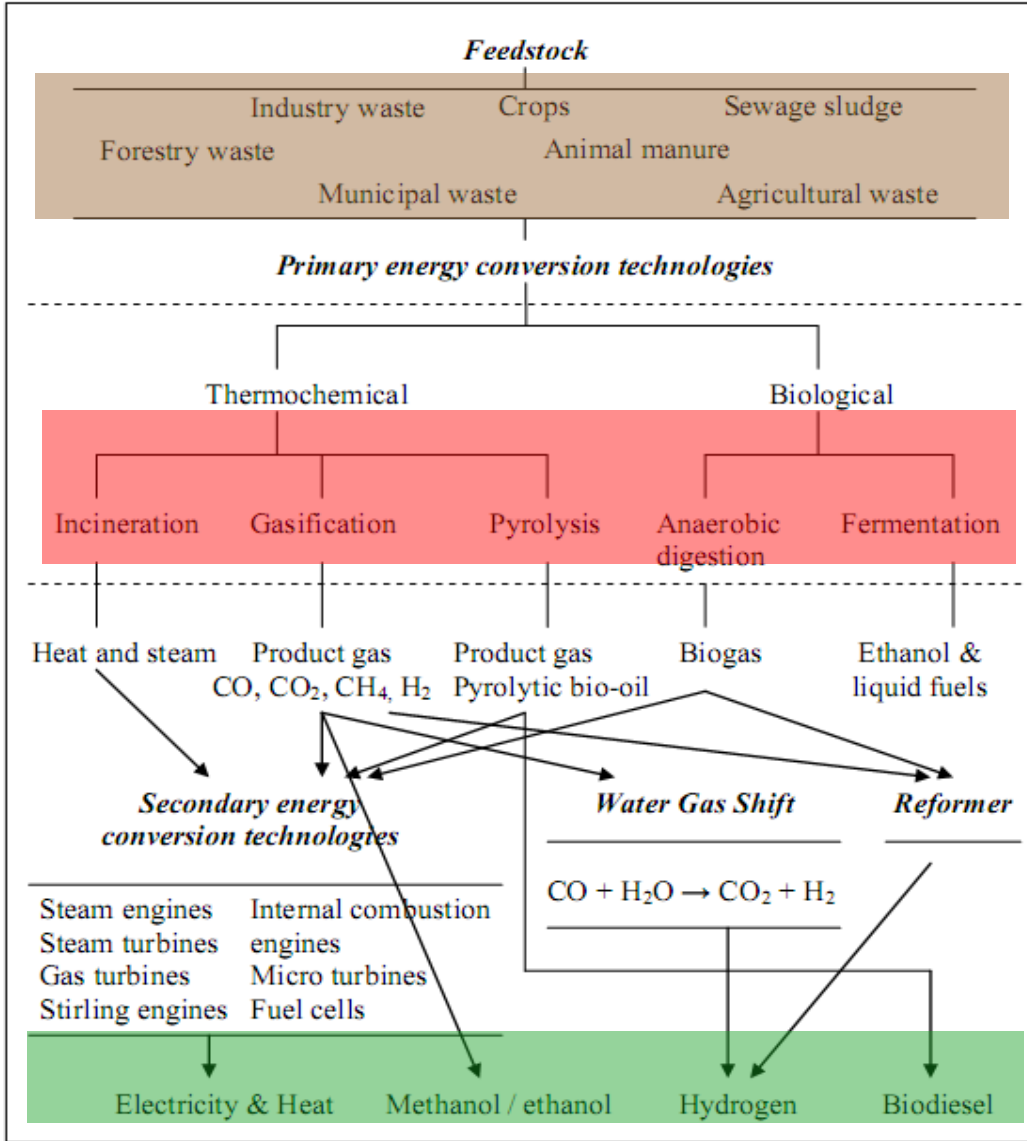 Feedstock
Industry waste Crops Sewage sludge
Forestry waste Animal manure
Municipal waste Agricultural waste
Primary energy conversion technologies
Thermochemical Biological
Incineration Gasification Pyrolysis Anaerobic digestion Fermentation
Heat and steam Product gas Product gas Biogas Ethanol &
CO, CO₂, CH₄, H₂ Pyrolytic bio-oil liquid fuels
Secondary energy Water Gas Shift Reformer
conversion technologies
CO + H₂O → CO₂ + H₂
Steam engines Internal combustion
Steam turbines engines
Gas turbines Micro turbines
Stirling engines Fuel cells
Electricity & Heat Methanol / ethanol Hydrogen Biodiesel